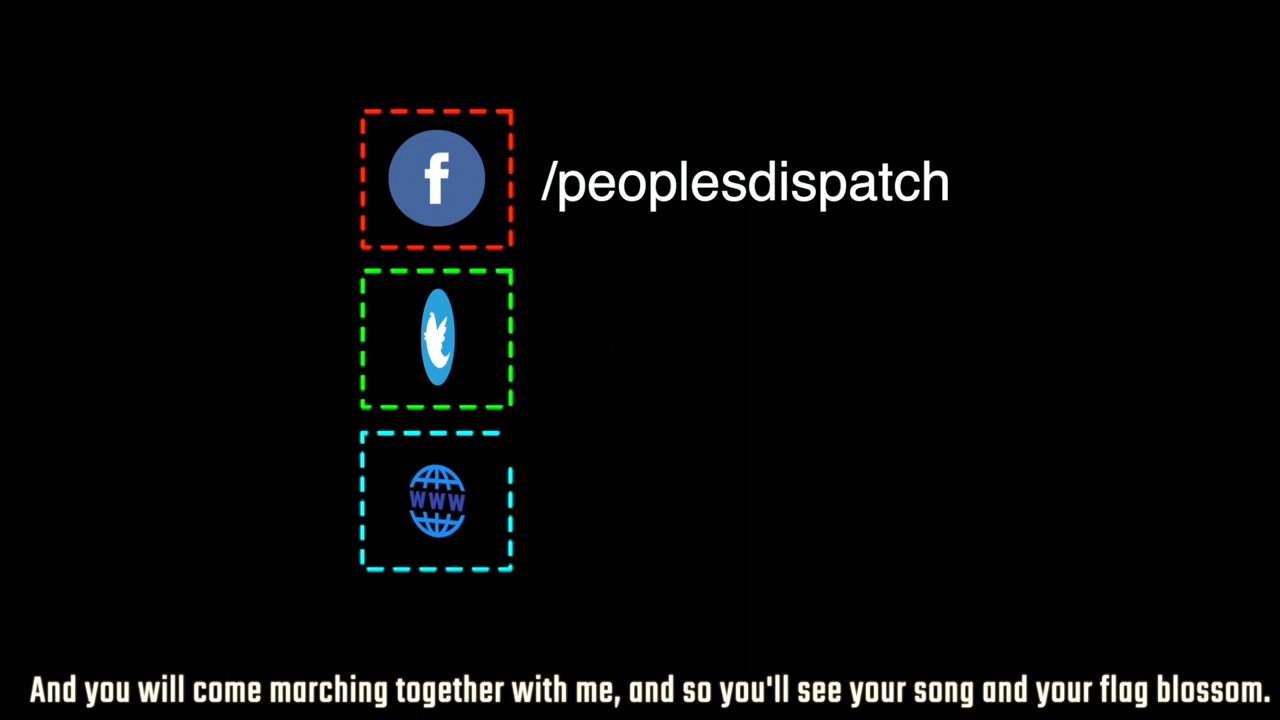 f
/peoplesdispatch
WWW
And you will come marching together with me, and so you'll see your song and your flag blossom.